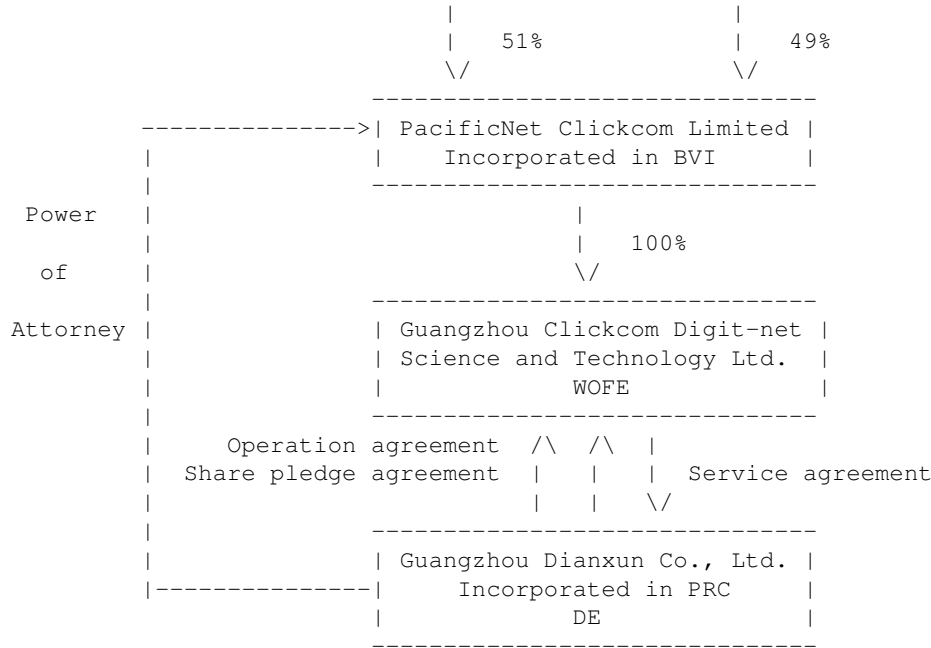 51% 49%
PacificNet Clickcom Limited
Incorporated in BVI
Power
100%
of
Attorney Guangzhou Clickcom Digit-net
Science and Technology Ltd.
WOFE
Operation agreement
Share pledge agreement Service agreement
Guangzhou Dianxun Co., Ltd.
Incorporated in PRC
DE